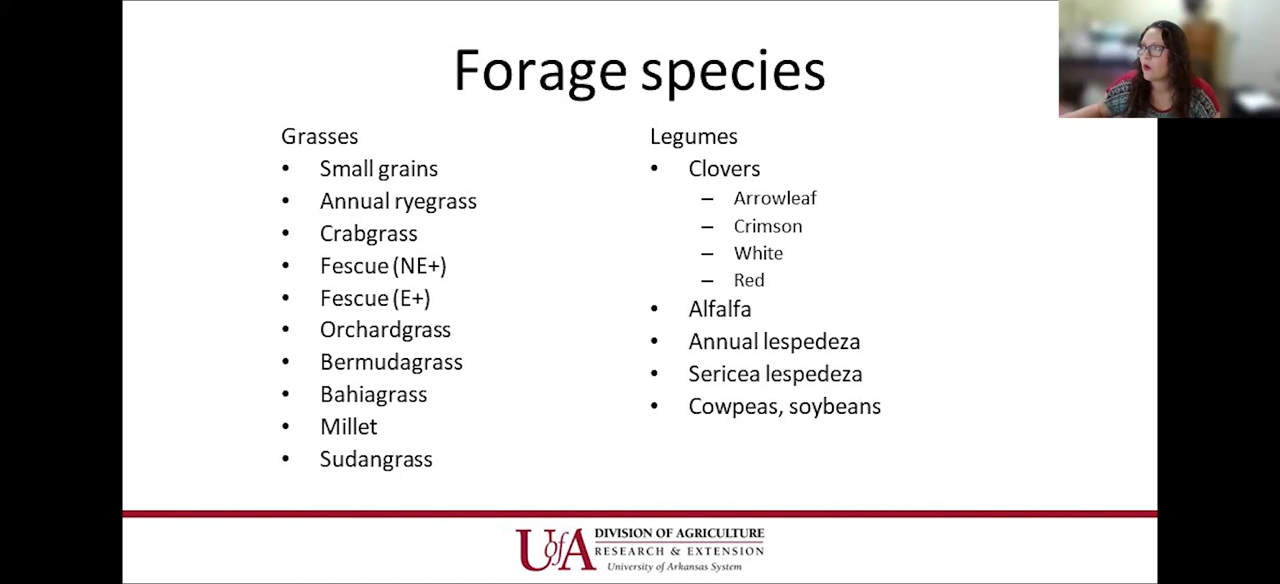 Forage species
Grasses
• Small grains
• Annual ryegrass
• Crabgrass
• Fescue (NE+)
• Fescue (E+)
• Orchardgrass
• Bermudagrass
• Bahiagrass
• Millet
• Sudangrass
Legumes
• Clovers
– Arrowleaf
– Crimson
– White
– Red
• Alfalfa
• Annual lespedeza
• Sericea lespedeza
• Cowpeas, soybeans
UofA
DIVISION OF AGRICULTURE
RESEARCH & EXTENSION
University of Arkansas System